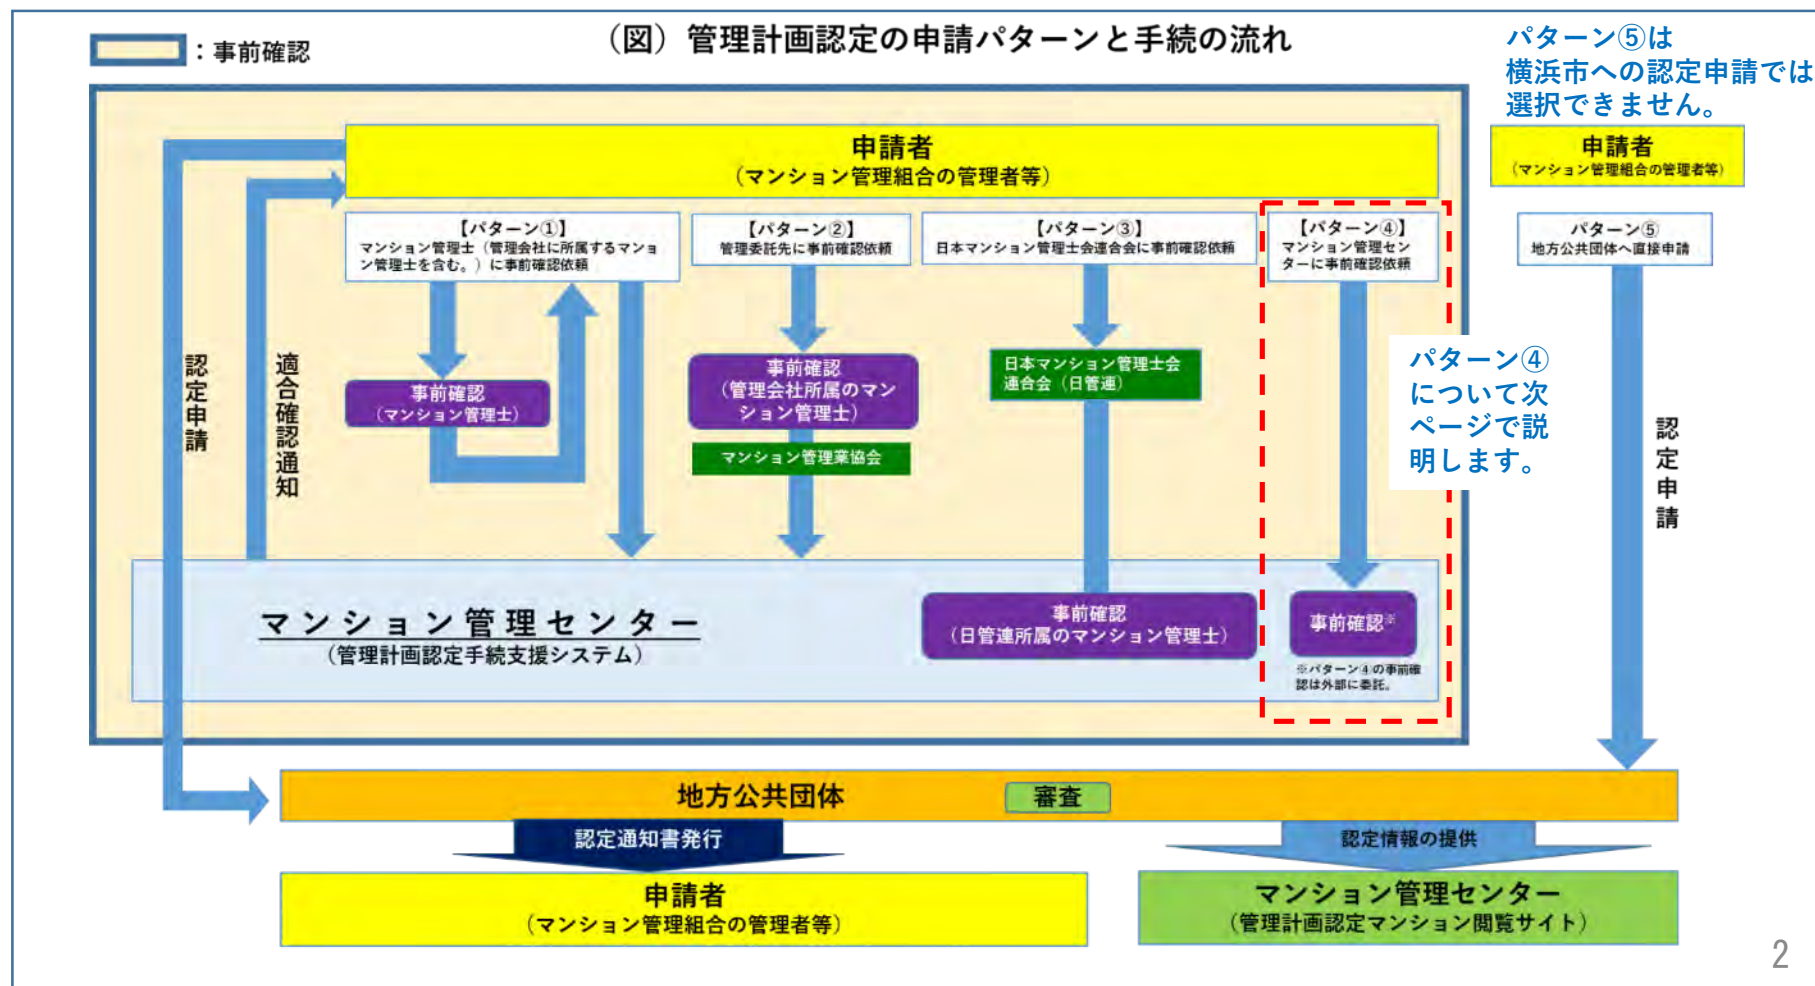 ：事前確認
（図）管理計画認定の申請パターンと手続の流れ
パターン⑤は
横浜市への認定申請では
選択できません。
申請者
（マンション管理組合の管理者等）
申請者
（マンション管理組合の管理者等）
【パターン①】
マンション管理士（管理会社に所属するマンショ
ン管理士を含む。）に事前確認依頼
【パターン②】
管理委託先に事前確認依頼
【パターン③】
日本マンション管理士会連合会に事前確認依頼
【パターン④】
マンション管理セン
ターに事前確認依頼
パターン⑤
地方公共団体へ直接申請
認定申請
適合確認通知
事前確認
（マンション管理士）
事前確認
（管理会社所属のマン
ション管理士）
マンション管理業協会
日本マンション管理士会
連合会（日管連）
パターン④
について次
ページで説
明します。
認定申請
マンション管理センター
（管理計画認定手続支援システム）
事前確認
（日管連所属のマンション管理士）
事前確認※
※パターン④の事前確
認は外部に委託。
地方公共団体
審査
認定通知書発行
認定情報の提供
申請者
（マンション管理組合の管理者等）
マンション管理センター
（管理計画認定マンション閲覧サイト）
2